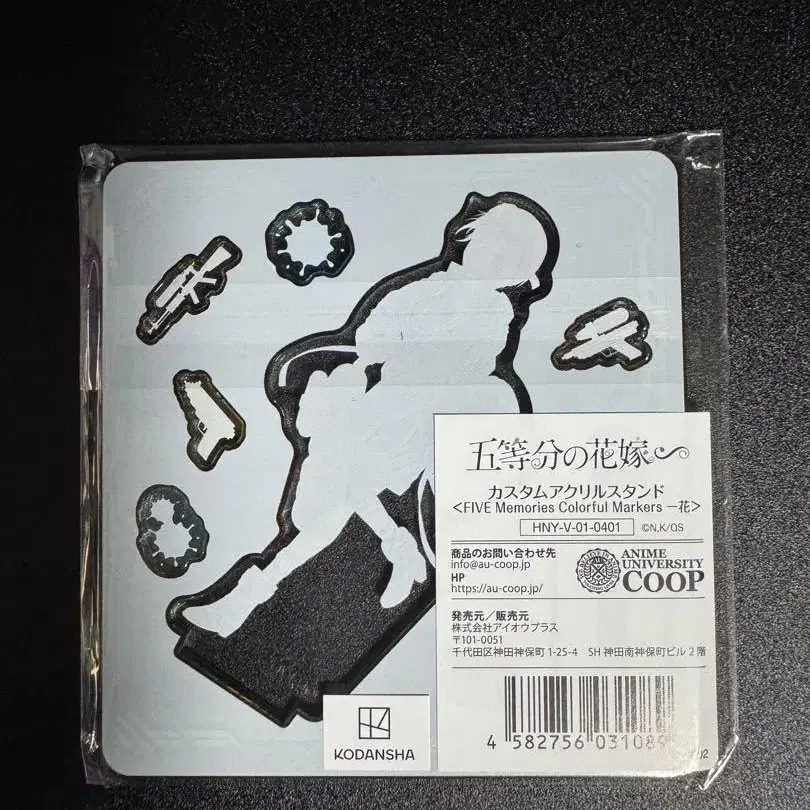 五等分の花嫁∽
カスタムアクリルスタンド
<FIVE Memories Colorful Markers 一花>
HNY-V-01-0401 ©N.K/QS
商品のお問い合わせ先
info@au-coop.jp
HP
https://au-coop.jp/
ANIME
UNIVERSITY
COOP
発売元／販売元
株式会社アイオウプラス
〒101-0051
千代田区神田神保町 1-25-4 SH 神田南神保町ビル 2 階
4 582756 031089
02
KODANSHA